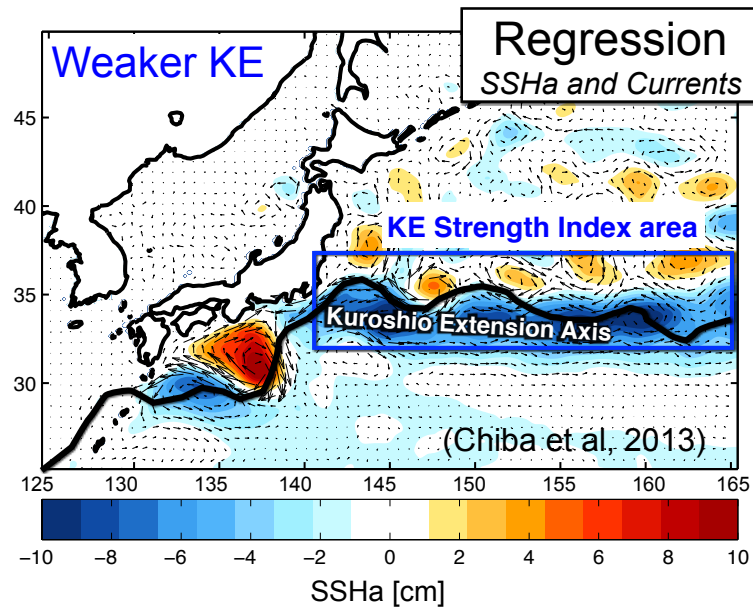 Weaker KE
Regression
SSHa and Currents
KE Strength Index area
Kuroshio Extension Axis
(Chiba et al, 2013)
45
40
35
30
125 130 135 140 145 150 155 160 165
−10 −8 −6 −4 −2 0 2 4 6 8 10
SSHa [cm]